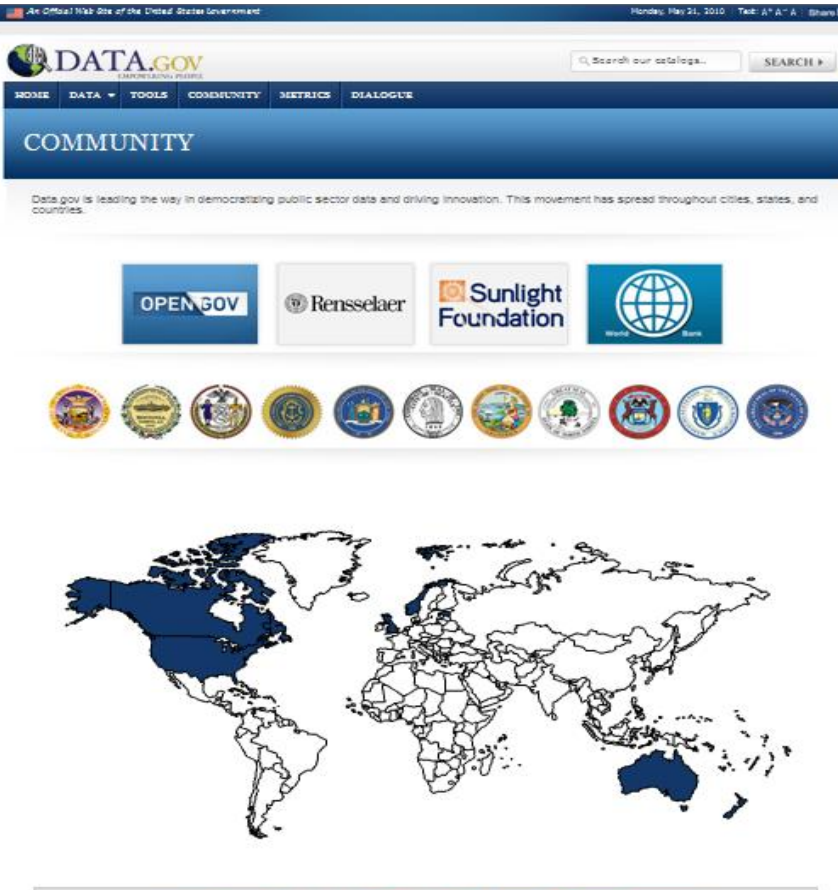 An Official Web Site of the United States Government
Monday, May 31, 2010 Text: A+ A- A Share
DATA.GOV
EMPOWERING PEOPLE
Search our catalogs...
SEARCH
HOME DATA TOOLS COMMUNITY METRICS DIALOGUE
COMMUNITY
Data.gov is leading the way in democratizing public sector data and driving innovation. This movement has spread throughout cities, states, and
countries.
OPEN GOV
Rensselaer
Sunlight
Foundation
World Bank